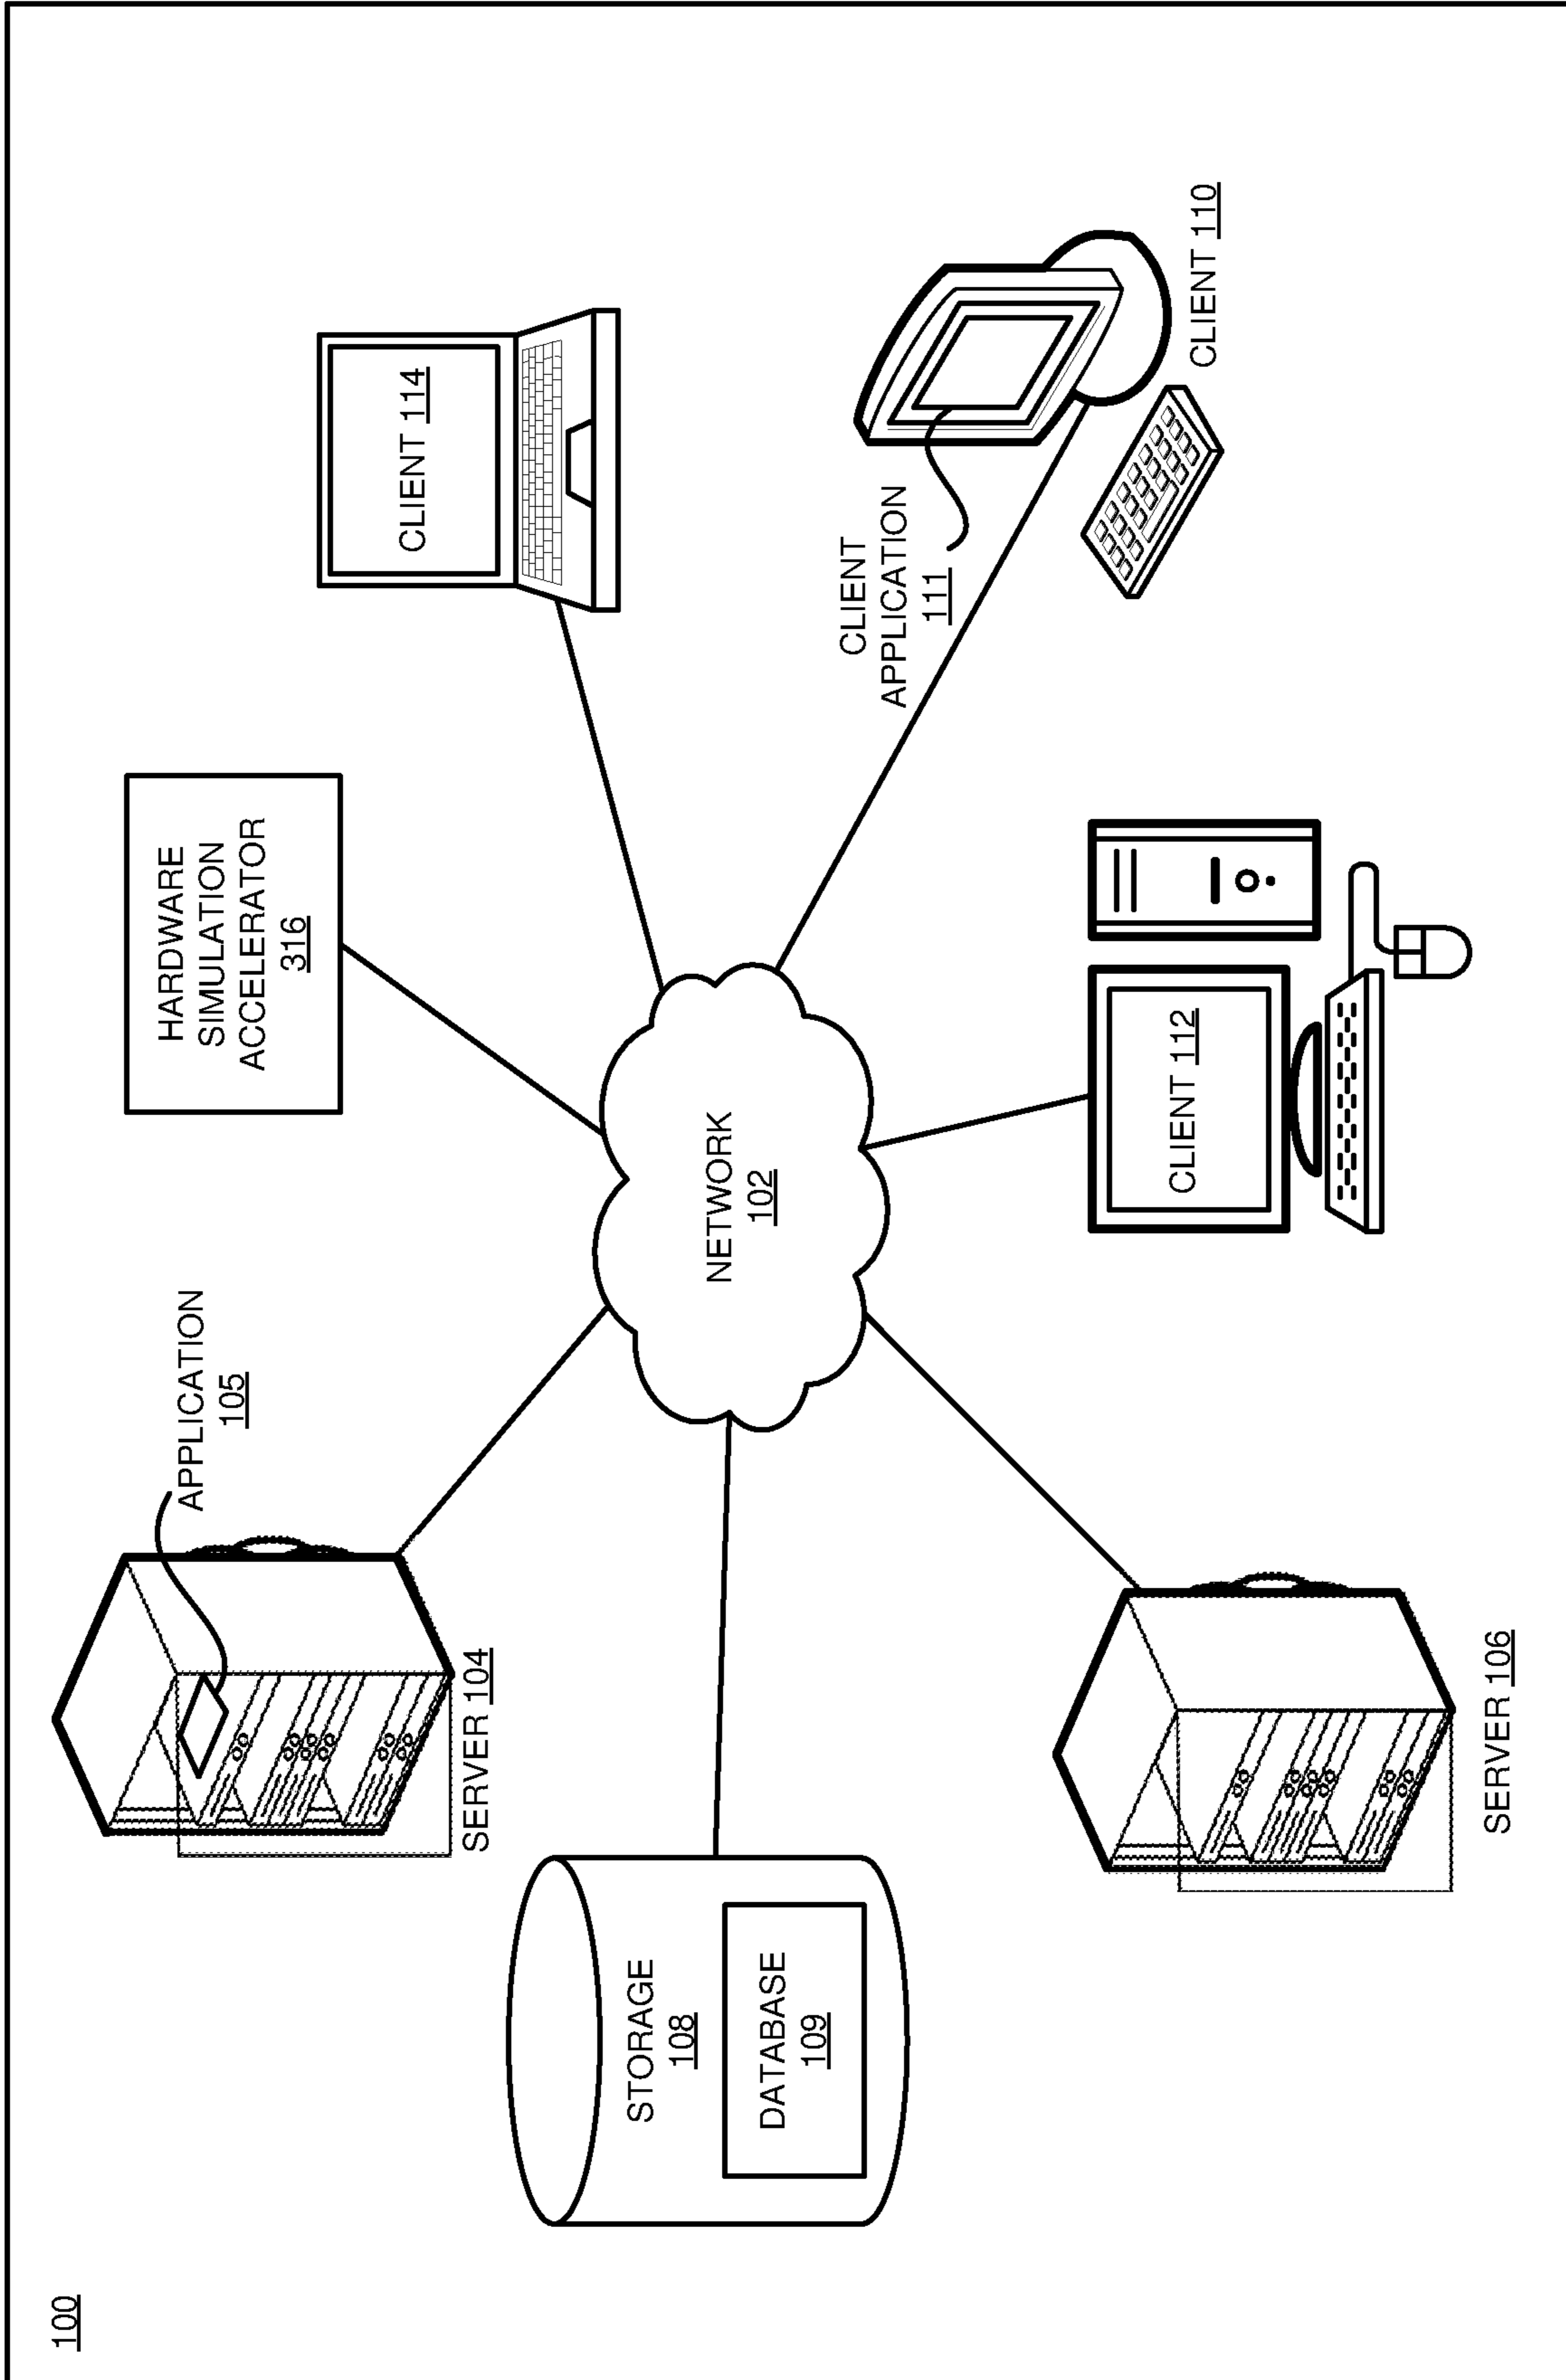 100
APPLICATION
105
SERVER 104
HARDWARE
SIMULATION
ACCELERATOR
316
CLIENT 114
STORAGE
108
DATABASE
109
NETWORK
102
CLIENT
APPLICATION
111
CLIENT 110
CLIENT 112
SERVER 106